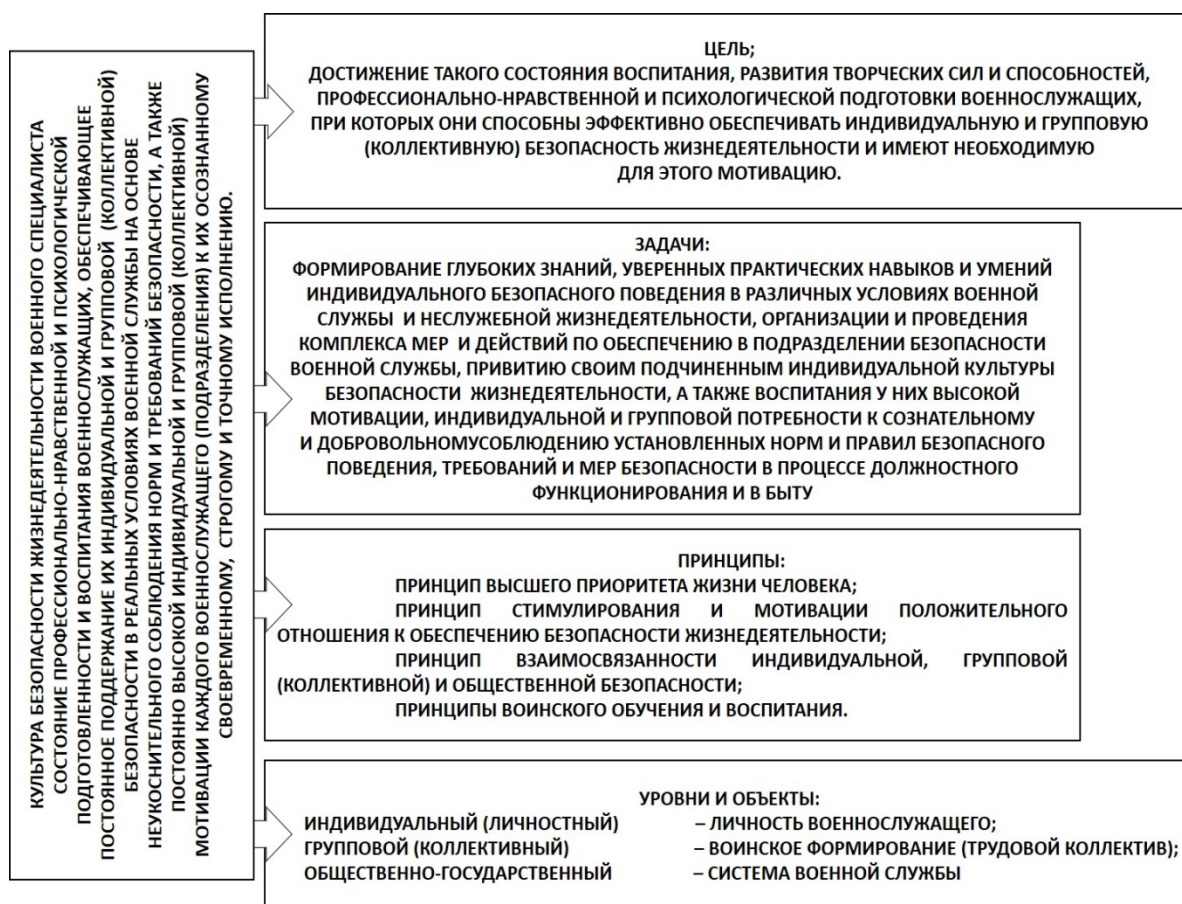 КУЛЬТУРА БЕЗОПАСНОСТИ ЖИЗНЕДЕЯТЕЛЬНОСТИ ВОЕННОГО СПЕЦИАЛИСТА
СОСТОЯНИЕ ПРОФЕССИОНАЛЬНО-НРАВСТВЕННОЙ И ПСИХОЛОГИЧЕСКОЙ
ПОДГОТОВЛЕННОСТИ И ВОСПИТАНИЯ ВОЕННОСЛУЖАЩИХ, ОБЕСПЕЧИВАЮЩЕЕ
ПОСТОЯННОЕ ПОДДЕРЖАНИЕ ИХ ИНДИВИДУАЛЬНОЙ И ГРУППОВОЙ (КОЛЛЕКТИВНОЙ)
БЕЗОПАСНОСТИ В РЕАЛЬНЫХ УСЛОВИЯХ ВОЕННОЙ СЛУЖБЫ НА ОСНОВЕ
НЕУКОСНИТЕЛЬНОГО СОБЛЮДЕНИЯ НОРМ И ТРЕБОВАНИЙ БЕЗОПАСНОСТИ, А ТАКЖЕ
ПОСТОЯННО ВЫСОКОЙ ИНДИВИДУАЛЬНОЙ И ГРУППОВОЙ (КОЛЛЕКТИВНОЙ)
МОТИВАЦИИ КАЖДОГО ВОЕННОСЛУЖАЩЕГО (ПОДРАЗДЕЛЕНИЯ) К ИХ ОСОЗНАННОМУ
СВОЕВРЕМЕННОМУ, СТРОГОМУ И ТОЧНОМУ ИСПОЛНЕНИЮ.
ЦЕЛЬ;
ДОСТИЖЕНИЕ ТАКОГО СОСТОЯНИЯ ВОСПИТАНИЯ, РАЗВИТИЯ ТВОРЧЕСКИХ СИЛ И СПОСОБНОСТЕЙ,
ПРОФЕССИОНАЛЬНО-НРАВСТВЕННОЙ И ПСИХОЛОГИЧЕСКОЙ ПОДГОТОВКИ ВОЕННОСЛУЖАЩИХ,
ПРИ КОТОРЫХ ОНИ СПОСОБНЫ ЭФФЕКТИВНО ОБЕСПЕЧИВАТЬ ИНДИВИДУАЛЬНУЮ И ГРУППОВУЮ
(КОЛЛЕКТИВНУЮ) БЕЗОПАСНОСТЬ ЖИЗНЕДЕЯТЕЛЬНОСТИ И ИМЕЮТ НЕОБХОДИМУЮ
ДЛЯ ЭТОГО МОТИВАЦИЮ.
ЗАДАЧИ:
ФОРМИРОВАНИЕ ГЛУБОКИХ ЗНАНИЙ, УВЕРЕННЫХ ПРАКТИЧЕСКИХ НАВЫКОВ И УМЕНИЙ
ИНДИВИДУАЛЬНОГО БЕЗОПАСНОГО ПОВЕДЕНИЯ В РАЗЛИЧНЫХ УСЛОВИЯХ ВОЕННОЙ
СЛУЖБЫ И НЕСЛУЖЕБНОЙ ЖИЗНЕДЕЯТЕЛЬНОСТИ, ОРГАНИЗАЦИИ И ПРОВЕДЕНИЯ
КОМПЛЕКСА МЕР И ДЕЙСТВИЙ ПО ОБЕСПЕЧЕНИЮ В ПОДРАЗДЕЛЕНИИ БЕЗОПАСНОСТИ
ВОЕННОЙ СЛУЖБЫ, ПРИВИТИЮ СВОИМ ПОДЧИНЕННЫМ ИНДИВИДУАЛЬНОЙ КУЛЬТУРЫ
БЕЗОПАСНОСТИ ЖИЗНЕДЕЯТЕЛЬНОСТИ, А ТАКЖЕ ВОСПИТАНИЯ У НИХ ВЫСОКОЙ
МОТИВАЦИИ, ИНДИВИДУАЛЬНОЙ И ГРУППОВОЙ ПОТРЕБНОСТИ К СОЗНАТЕЛЬНОМУ
И ДОБРОВОЛЬНОМУСОБЛЮДЕНИЮ УСТАНОВЛЕННЫХ НОРМ И ПРАВИЛ БЕЗОПАСНОГО
ПОВЕДЕНИЯ, ТРЕБОВАНИЙ И МЕР БЕЗОПАСНОСТИ В ПРОЦЕССЕ ДОЛЖНОСТНОГО
ФУНКЦИОНИРОВАНИЯ И В БЫТУ
ПРИНЦИПЫ:
ПРИНЦИП ВЫСШЕГО ПРИОРИТЕТА ЖИЗНИ ЧЕЛОВЕКА;
ПРИНЦИП СТИМУЛИРОВАНИЯ И МОТИВАЦИИ ПОЛОЖИТЕЛЬНОГО
ОТНОШЕНИЯ К ОБЕСПЕЧЕНИЮ БЕЗОПАСНОСТИ ЖИЗНЕДЕЯТЕЛЬНОСТИ;
ПРИНЦИП ВЗАИМОСВЯЗАННОСТИ ИНДИВИДУАЛЬНОЙ, ГРУППОВОЙ
(КОЛЛЕКТИВНОЙ) И ОБЩЕСТВЕННОЙ БЕЗОПАСНОСТИ;
ПРИНЦИПЫ ВОИНСКОГО ОБУЧЕНИЯ И ВОСПИТАНИЯ.
УРОВНИ И ОБЪЕКТЫ:
ИНДИВИДУАЛЬНЫЙ (ЛИЧНОСТНЫЙ) – ЛИЧНОСТЬ ВОЕННОСЛУЖАЩЕГО;
ГРУППОВОЙ (КОЛЛЕКТИВНЫЙ) – ВОИНСКОЕ ФОРМИРОВАНИЕ (ТРУДОВОЙ КОЛЛЕКТИВ);
ОБЩЕСТВЕННО-ГОСУДАРСТВЕННЫЙ – СИСТЕМА ВОЕННОЙ СЛУЖБЫ